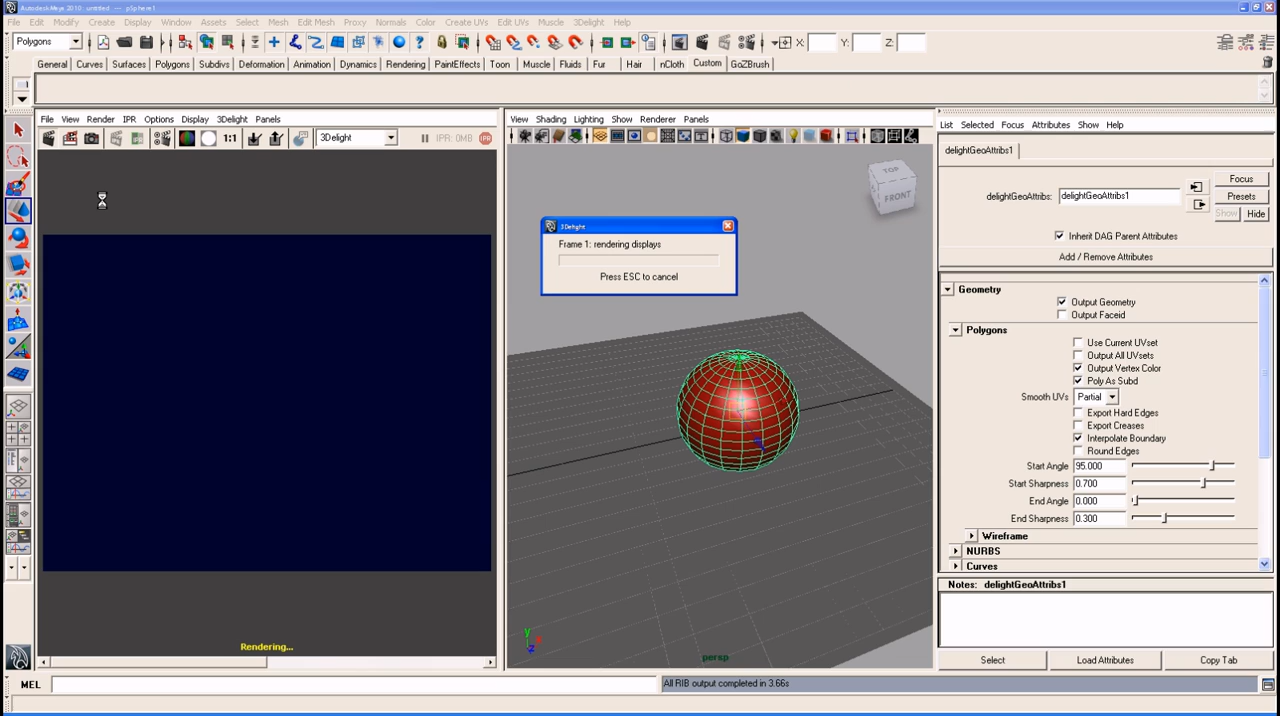 Autodesk Maya 2010: untitled --- pSphere1
File Edit Modify Create Display Window Assets Select Mesh Edit Mesh Proxy Normals Color Create UVs Edit UVs Muscle 3Delight Help
Polygons X: Y: Z:
General Curves Surfaces Polygons Subdivs Deformation Animation Dynamics Rendering PaintEffects Toon Muscle Fluids Fur Hair nCloth Custom GoZBrush
File View Render IPR Options Display 3Delight Panels
1:1 3Delight IPR: 0MB IPR
Rendering...
View Shading Lighting Show Renderer Panels
TOP
FRONT
3Delight
Frame 1: rendering displays
Press ESC to cancel
y
x
z
persp
List Selected Focus Attributes Show Help
delightGeoAttribs1
delightGeoAttribs: delightGeoAttribs1
Focus
Presets
Show Hide
Inherit DAG Parent Attributes
Add / Remove Attributes
Geometry
Output Geometry
Output Faceid
Polygons
Use Current UVset
Output All UVsets
Output Vertex Color
Poly As Subd
Smooth UVs Partial
Export Hard Edges
Export Creases
Interpolate Boundary
Round Edges
Start Angle 95.000
Start Sharpness 0.700
End Angle 0.000
End Sharpness 0.300
Wireframe
NURBS
Curves
Notes: delightGeoAttribs1
Select Load Attributes Copy Tab
MEL All RIB output completed in 3.66s